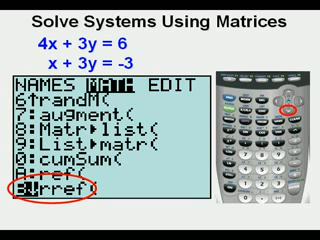 Solve Systems Using Matrices
4x + 3y = 6
x + 3y = -3
NAMES MATH EDIT
6↑randM(
7:augment(
8:Matr▸list(
9:List▸matr(
0:cumSum(
A:ref(
B↓rref(